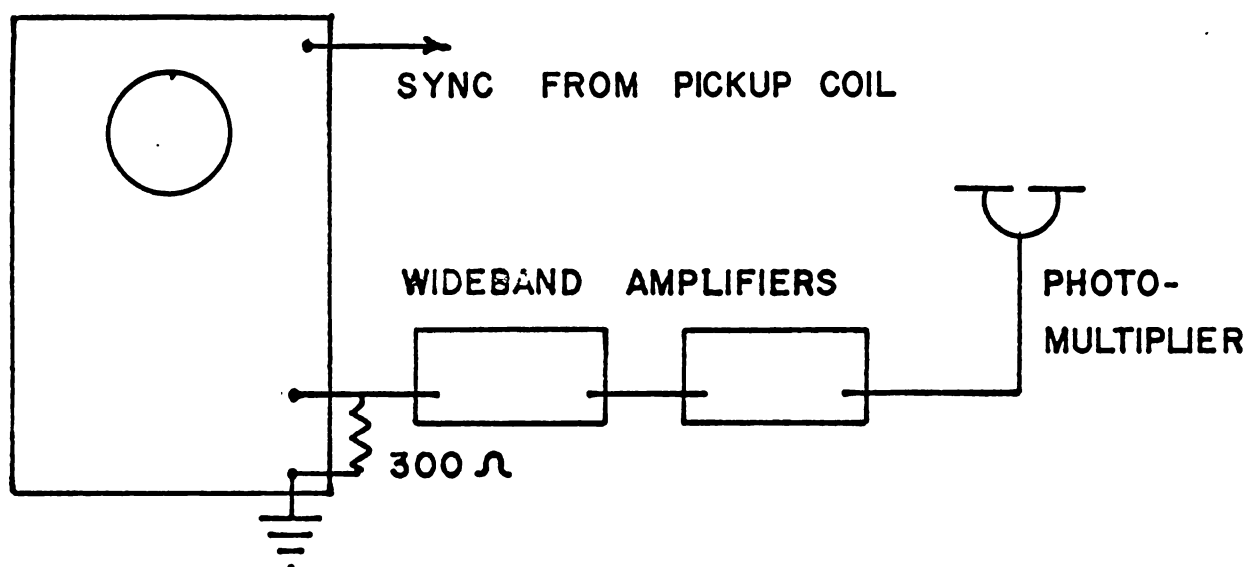 SYNC FROM PICKUP COIL
WIDEBAND AMPLIFIERS
PHOTO-
MULTIPLIER
300 Ω